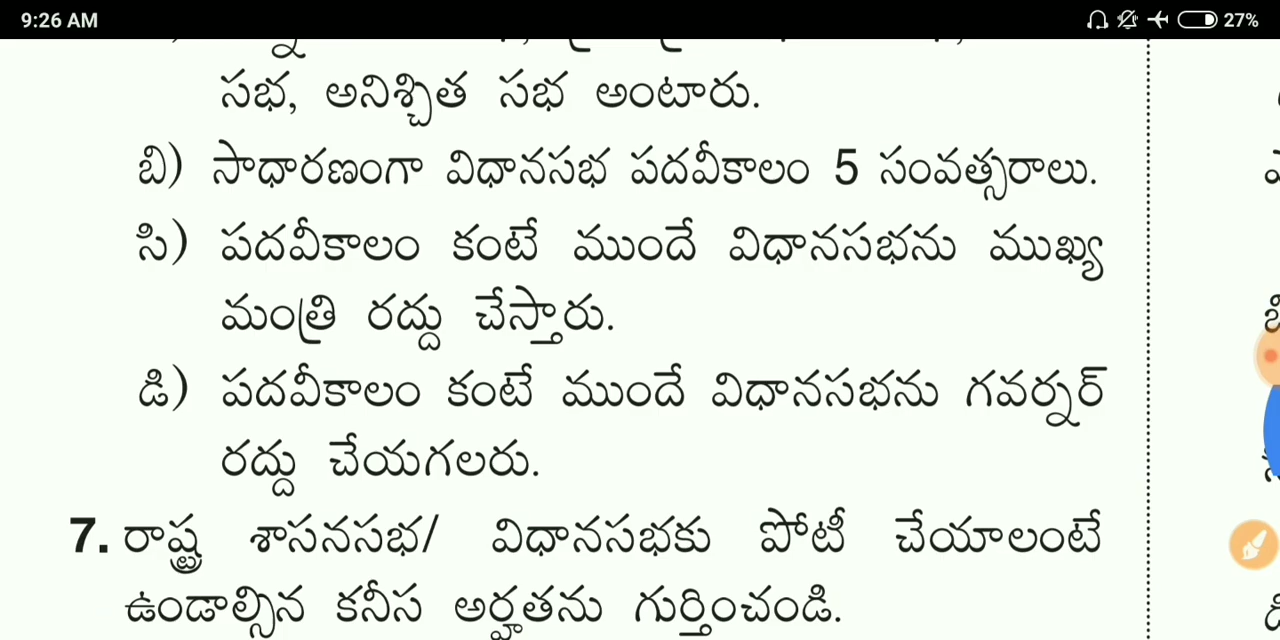 9:26 AM
27%
సభ, అనిశ్చిత సభ అంటారు.
బి) సాధారణంగా విధానసభ పదవీకాలం 5 సంవత్సరాలు.
సి) పదవీకాలం కంటే ముందే విధానసభను ముఖ్య
మంత్రి రద్దు చేస్తారు.
డి) పదవీకాలం కంటే ముందే విధానసభను గవర్నర్
రద్దు చేయగలరు.
7. రాష్ట్ర శాసనసభ/ విధానసభకు పోటీ చేయాలంటే
ఉండాల్సిన కనీస అర్హతను గుర్తించండి.